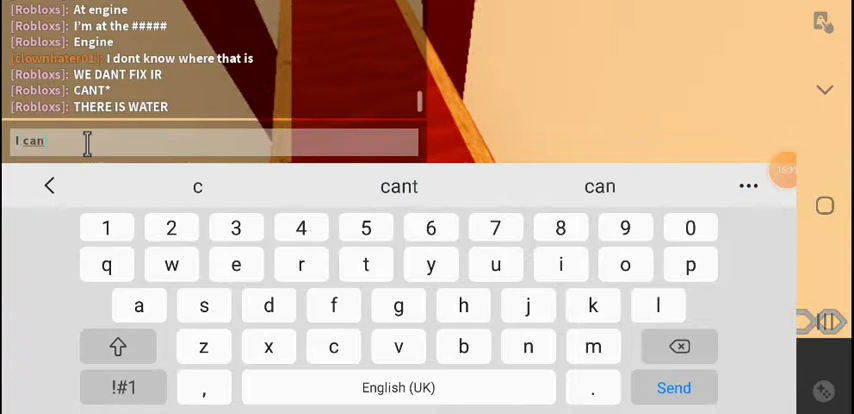 [Robloxs]: At engine
[Robloxs]: I'm at the #####
[Robloxs]: Engine
[clownhater01]: I dont know where that is
[Robloxs]: WE DANT FIX IR
[Robloxs]: CANT*
[Robloxs]: THERE IS WATER
I can
c cant can
1 2 3 4 5 6 7 8 9 0
q w e r t y u i o p
a s d f g h j k l
z x c v b n m
!#1 , English (UK) . Send